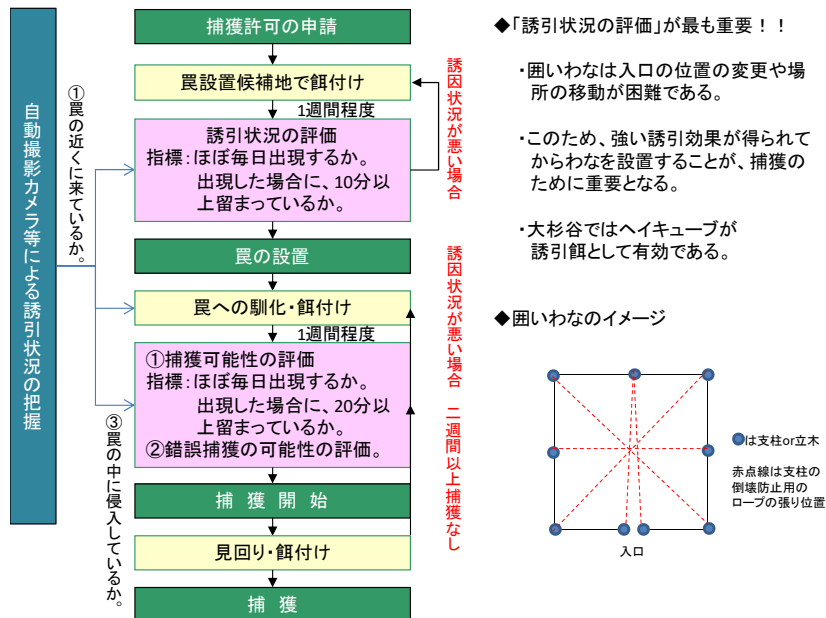 自動撮影カメラ等による誘引状況の把握
①罠の近くに来ているか。
③罠の中に侵入しているか。
捕獲許可の申請
罠設置候補地で餌付け
1週間程度
誘引状況の評価
指標：ほぼ毎日出現するか。
出現した場合に、10分以
上留まっているか。
誘因状況が悪い場合
罠の設置
罠への馴化・餌付け
1週間程度
①捕獲可能性の評価
指標：ほぼ毎日出現するか。
出現した場合に、20分以
上留まっているか。
②錯誤捕獲の可能性の評価。
誘因状況が悪い場合　二週間以上捕獲なし
捕 獲 開 始
見回り・餌付け
捕 獲
◆「誘引状況の評価」が最も重要！！
・囲いわなは入口の位置の変更や場
所の移動が困難である。
・このため、強い誘引効果が得られて
からわなを設置することが、捕獲の
ために重要となる。
・大杉谷ではヘイキューブが
誘引餌として有効である。
◆囲いわなのイメージ
●は支柱or立木
赤点線は支柱の
倒壊防止用の
ロープの張り位置
入口